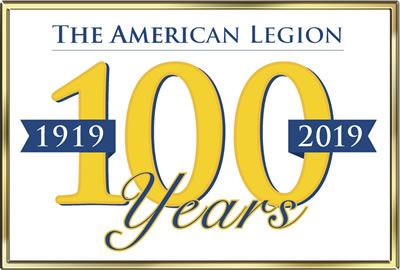 THE AMERICAN LEGION
100
1919 2019
Years